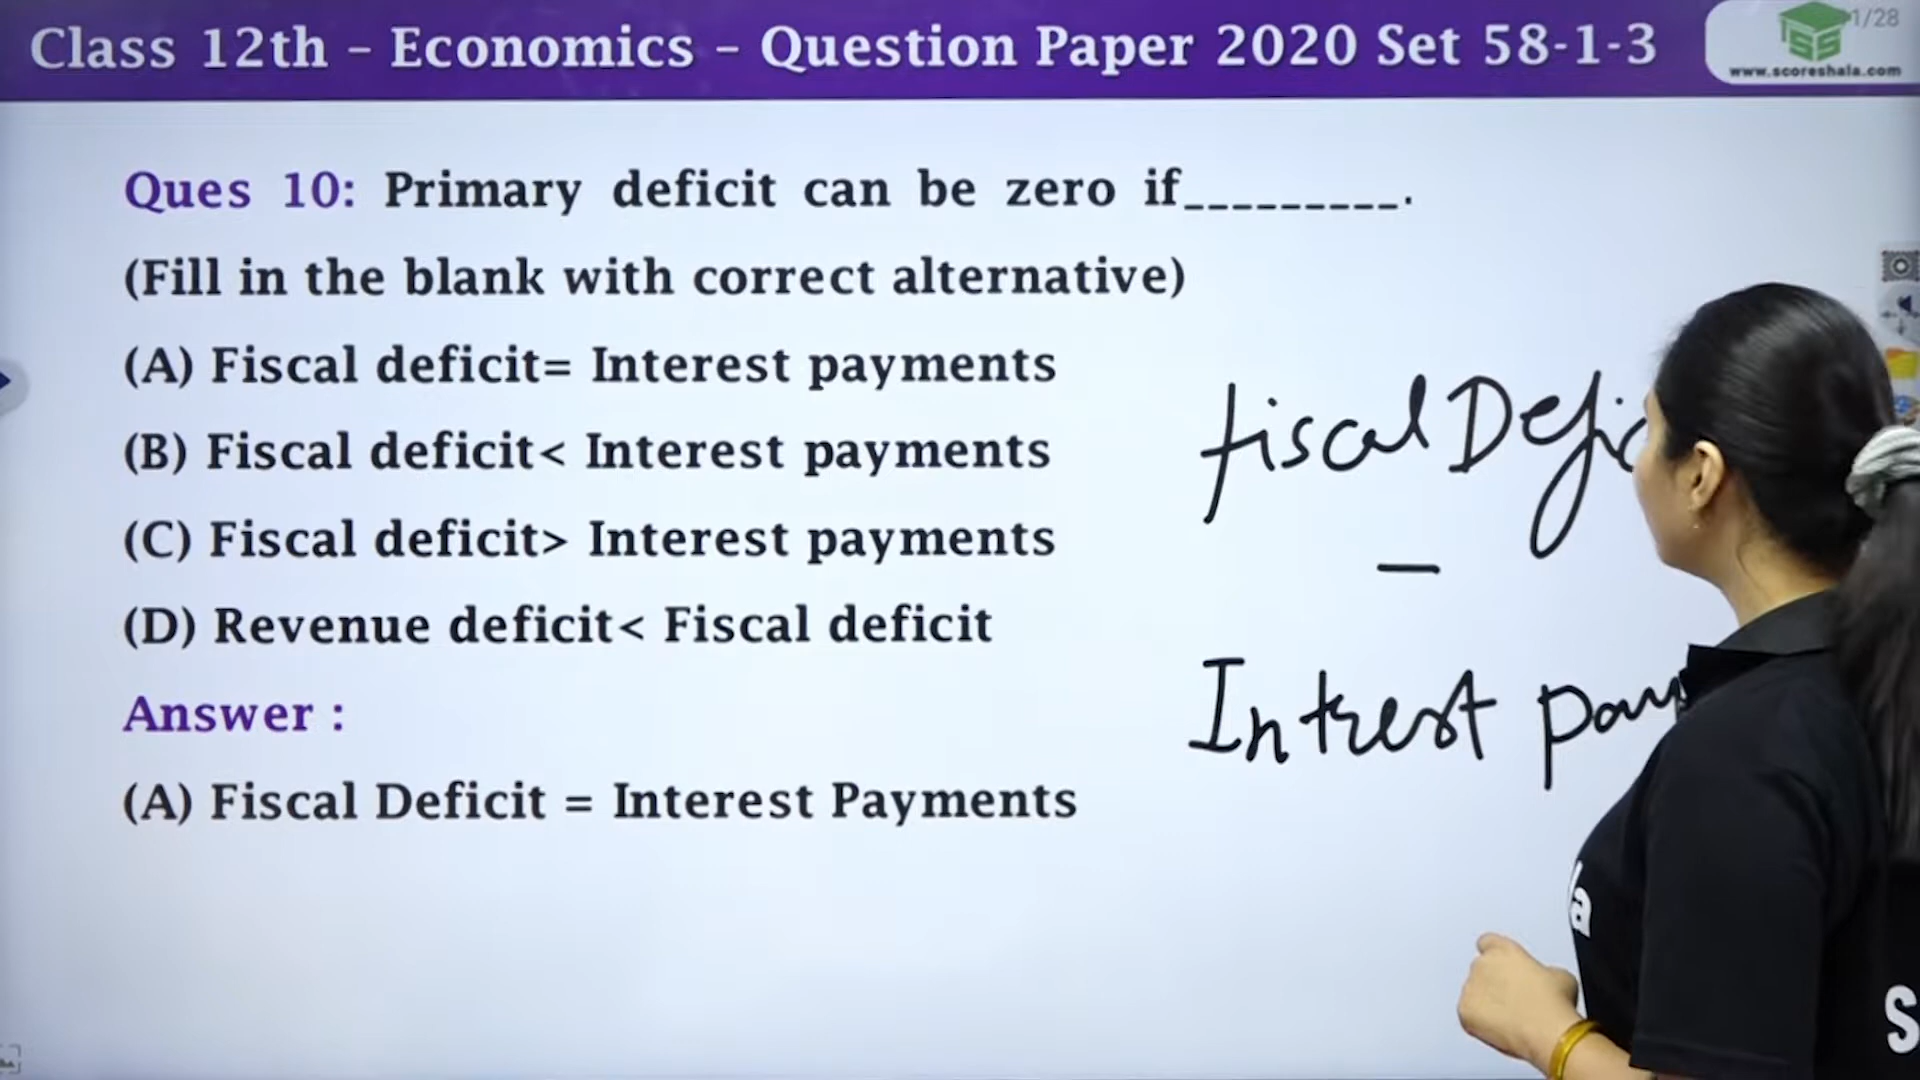 Class 12th – Economics – Question Paper 2020 Set 58-1-3
1/28
SS
www.scoreshala.com
Ques 10: Primary deficit can be zero if_________.
(Fill in the blank with correct alternative)
(A) Fiscal deficit= Interest payments
(B) Fiscal deficit< Interest payments
(C) Fiscal deficit> Interest payments
(D) Revenue deficit< Fiscal deficit
Answer :
(A) Fiscal Deficit = Interest Payments
fiscal Defic
–
Intrest pay
a
S